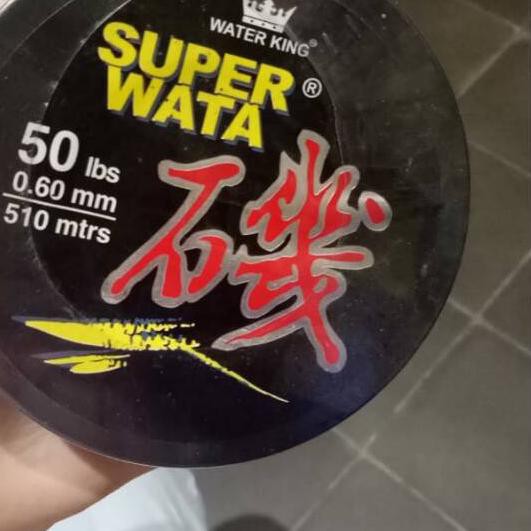 WATER KING®
SUPER
WATA®
50 lbs
0.60 mm
510 mtrs
磯